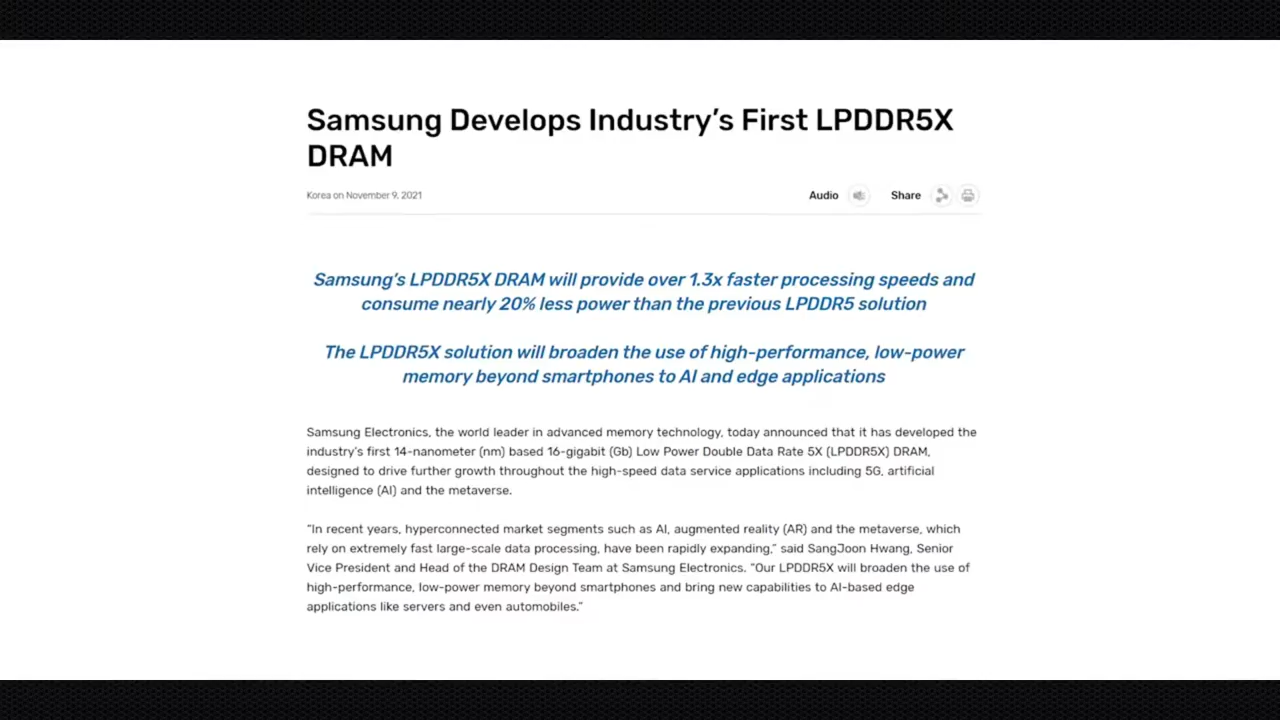 Samsung Develops Industry’s First LPDDR5X
DRAM
Korea on November 9, 2021
Audio
Share
Samsung’s LPDDR5X DRAM will provide over 1.3x faster processing speeds and
consume nearly 20% less power than the previous LPDDR5 solution
The LPDDR5X solution will broaden the use of high-performance, low-power
memory beyond smartphones to AI and edge applications
Samsung Electronics, the world leader in advanced memory technology, today announced that it has developed the
industry’s first 14-nanometer (nm) based 16-gigabit (Gb) Low Power Double Data Rate 5X (LPDDR5X) DRAM,
designed to drive further growth throughout the high-speed data service applications including 5G, artificial
intelligence (AI) and the metaverse.
“In recent years, hyperconnected market segments such as AI, augmented reality (AR) and the metaverse, which
rely on extremely fast large-scale data processing, have been rapidly expanding,” said SangJoon Hwang, Senior
Vice President and Head of the DRAM Design Team at Samsung Electronics. “Our LPDDR5X will broaden the use of
high-performance, low-power memory beyond smartphones and bring new capabilities to AI-based edge
applications like servers and even automobiles.”